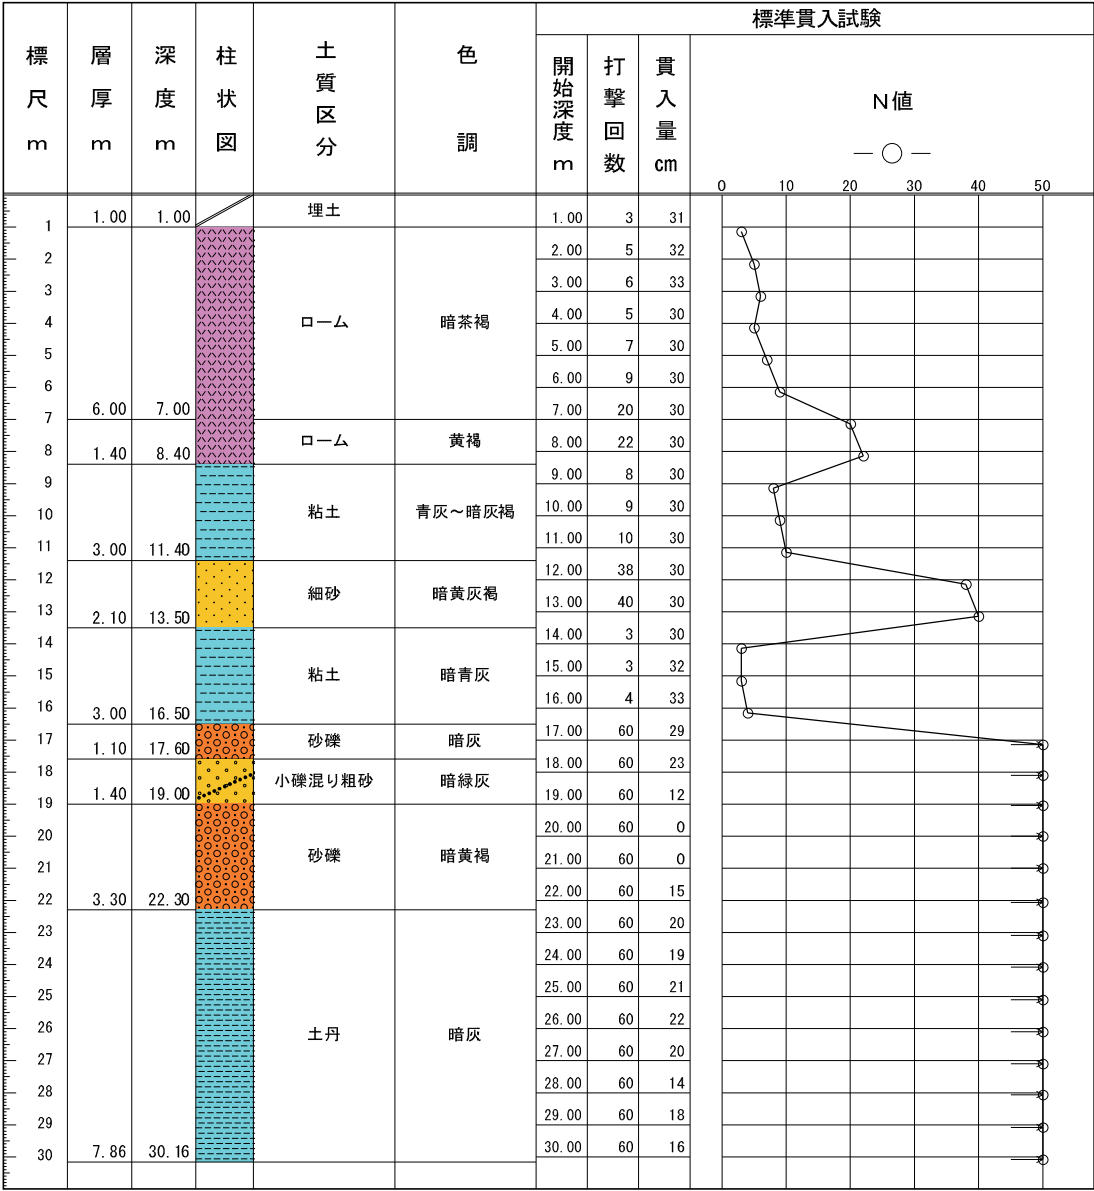 標尺m 層厚m 深度m 柱状図 土質区分 色調 標準貫入試験
開始深度m 打撃回数 貫入量cm N値
0 10 20 30 40 50
1.00 1.00 埋土
1 1.00 3 31
2 2.00 5 32
3 3.00 6 33
4 ローム 暗茶褐 4.00 5 30
5 5.00 7 30
6 6.00 9 30
7 6.00 7.00 7.00 20 30
8 1.40 8.40 ローム 黄褐 8.00 22 30
9 9.00 8 30
10 粘土 青灰～暗灰褐 10.00 9 30
11 3.00 11.40 11.00 10 30
12 細砂 暗黄灰褐 12.00 38 30
13 2.10 13.50 13.00 40 30
14 14.00 3 30
15 粘土 暗青灰 15.00 3 32
16 3.00 16.50 16.00 4 33
17 1.10 17.60 砂礫 暗灰 17.00 60 29
18 小礫混り粗砂 暗緑灰 18.00 60 23
19 1.40 19.00 19.00 60 12
20 砂礫 暗黄褐 20.00 60 0
21 21.00 60 0
22 3.30 22.30 22.00 60 15
23 23.00 60 20
24 24.00 60 19
25 25.00 60 21
26 土丹 暗灰 26.00 60 22
27 27.00 60 20
28 28.00 60 14
29 29.00 60 18
30 7.86 30.16 30.00 60 16